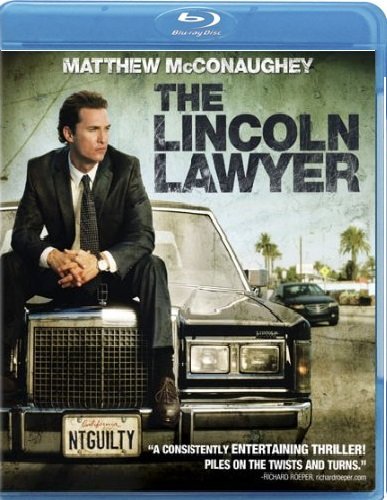 Blu-ray Disc
MATTHEW McCONAUGHEY
THE
LINCOLN
LAWYER
LINCOLN
California
NTGUILTY
"A CONSISTENTLY ENTERTAINING THRILLER!
PILES ON THE TWISTS AND TURNS."
-RICHARD ROEPER, richardroeper.com